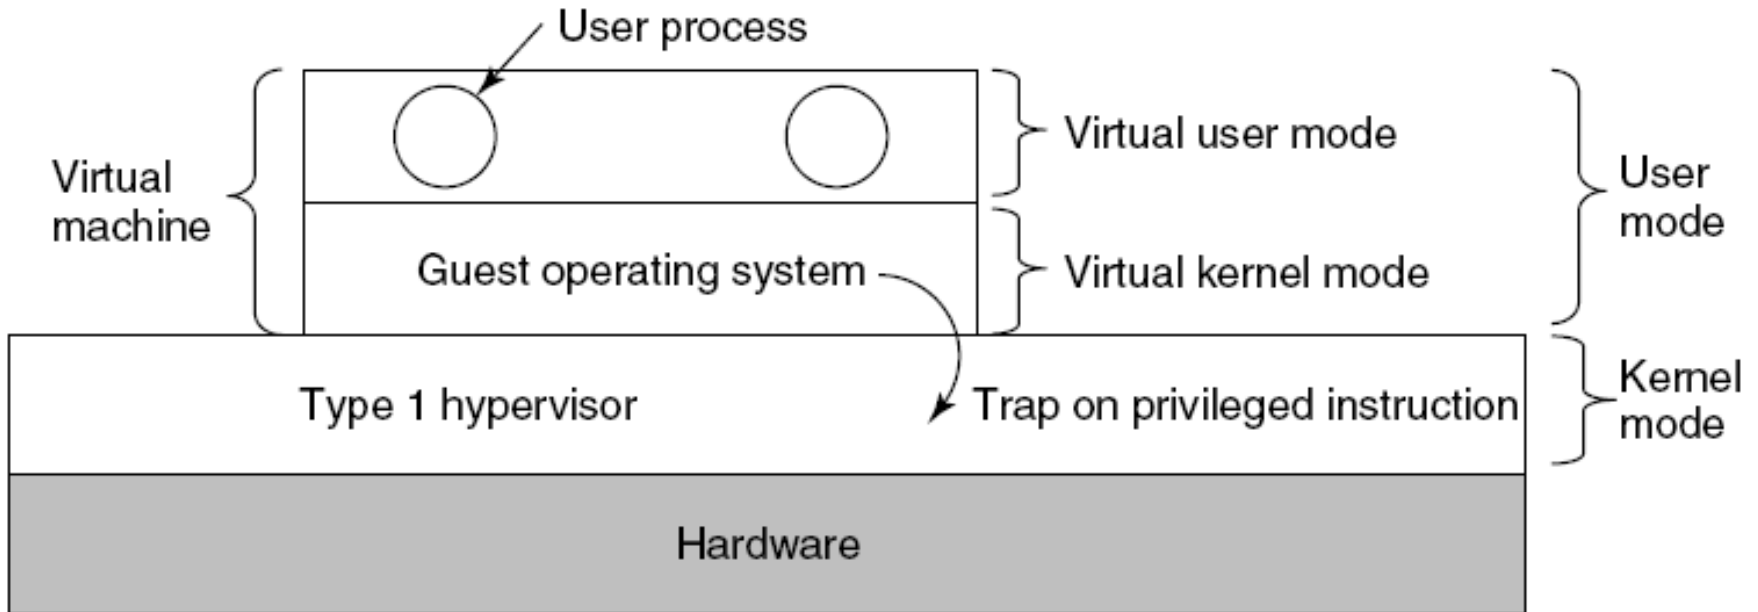 User process
Virtual user mode
Virtual
machine
User
mode
Guest operating system
Virtual kernel mode
Type 1 hypervisor
Trap on privileged instruction
Kernel
mode
Hardware